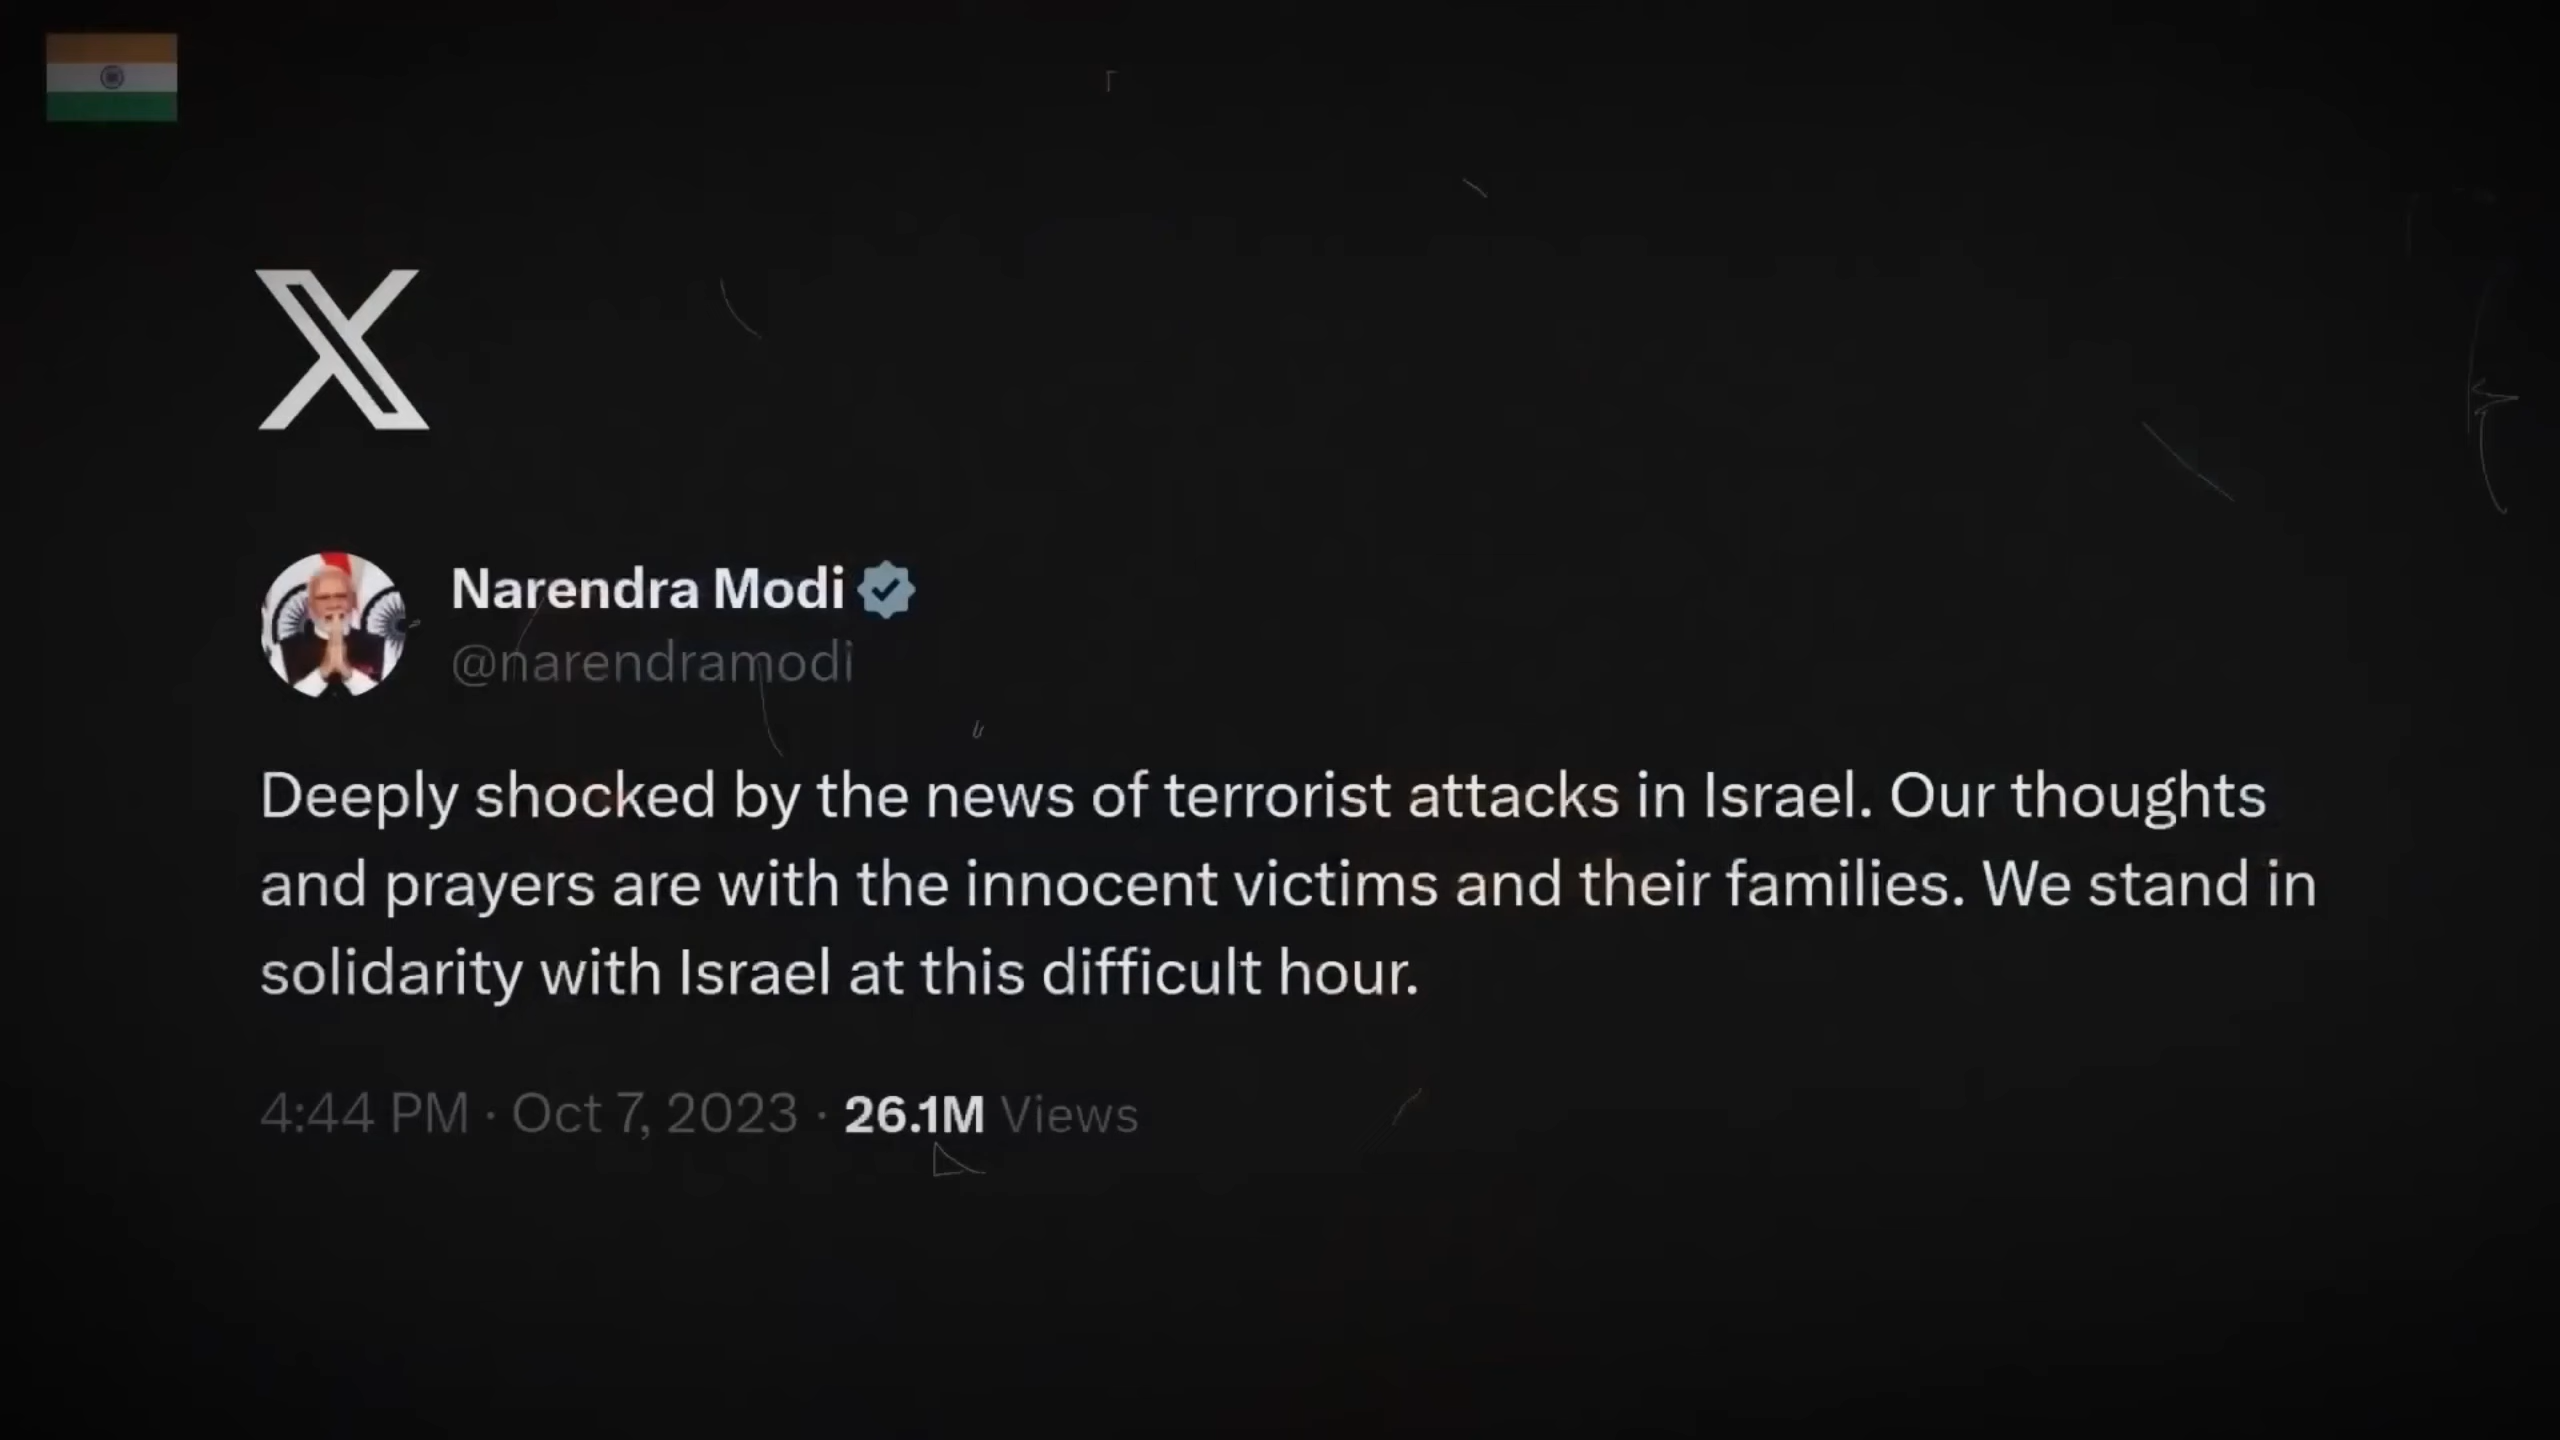 X
Narendra Modi
@narendramodi
Deeply shocked by the news of terrorist attacks in Israel. Our thoughts
and prayers are with the innocent victims and their families. We stand in
solidarity with Israel at this difficult hour.
4:44 PM · Oct 7, 2023 · 26.1M Views